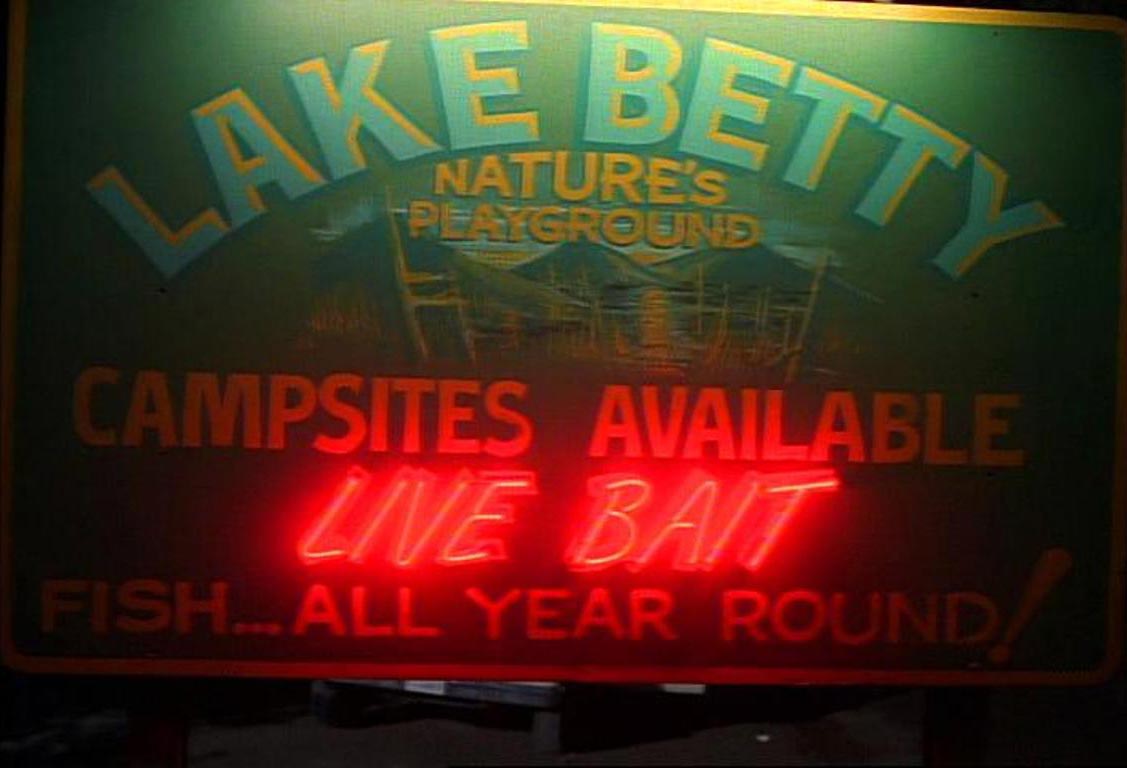 LAKE BETTY
NATURE'S
PLAYGROUND
CAMPSITES AVAILABLE
LIVE BAIT
FISH...ALL YEAR ROUND!